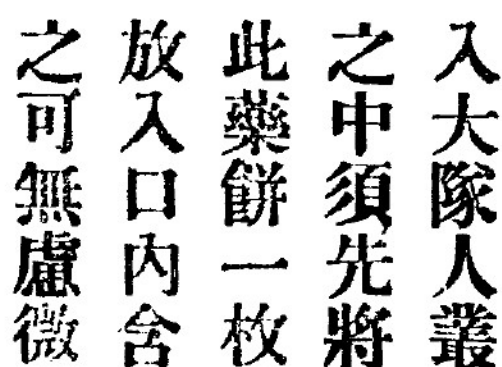 入大隊人叢
之中須先將
此藥餅一枚
放入口內含
之可無慮微